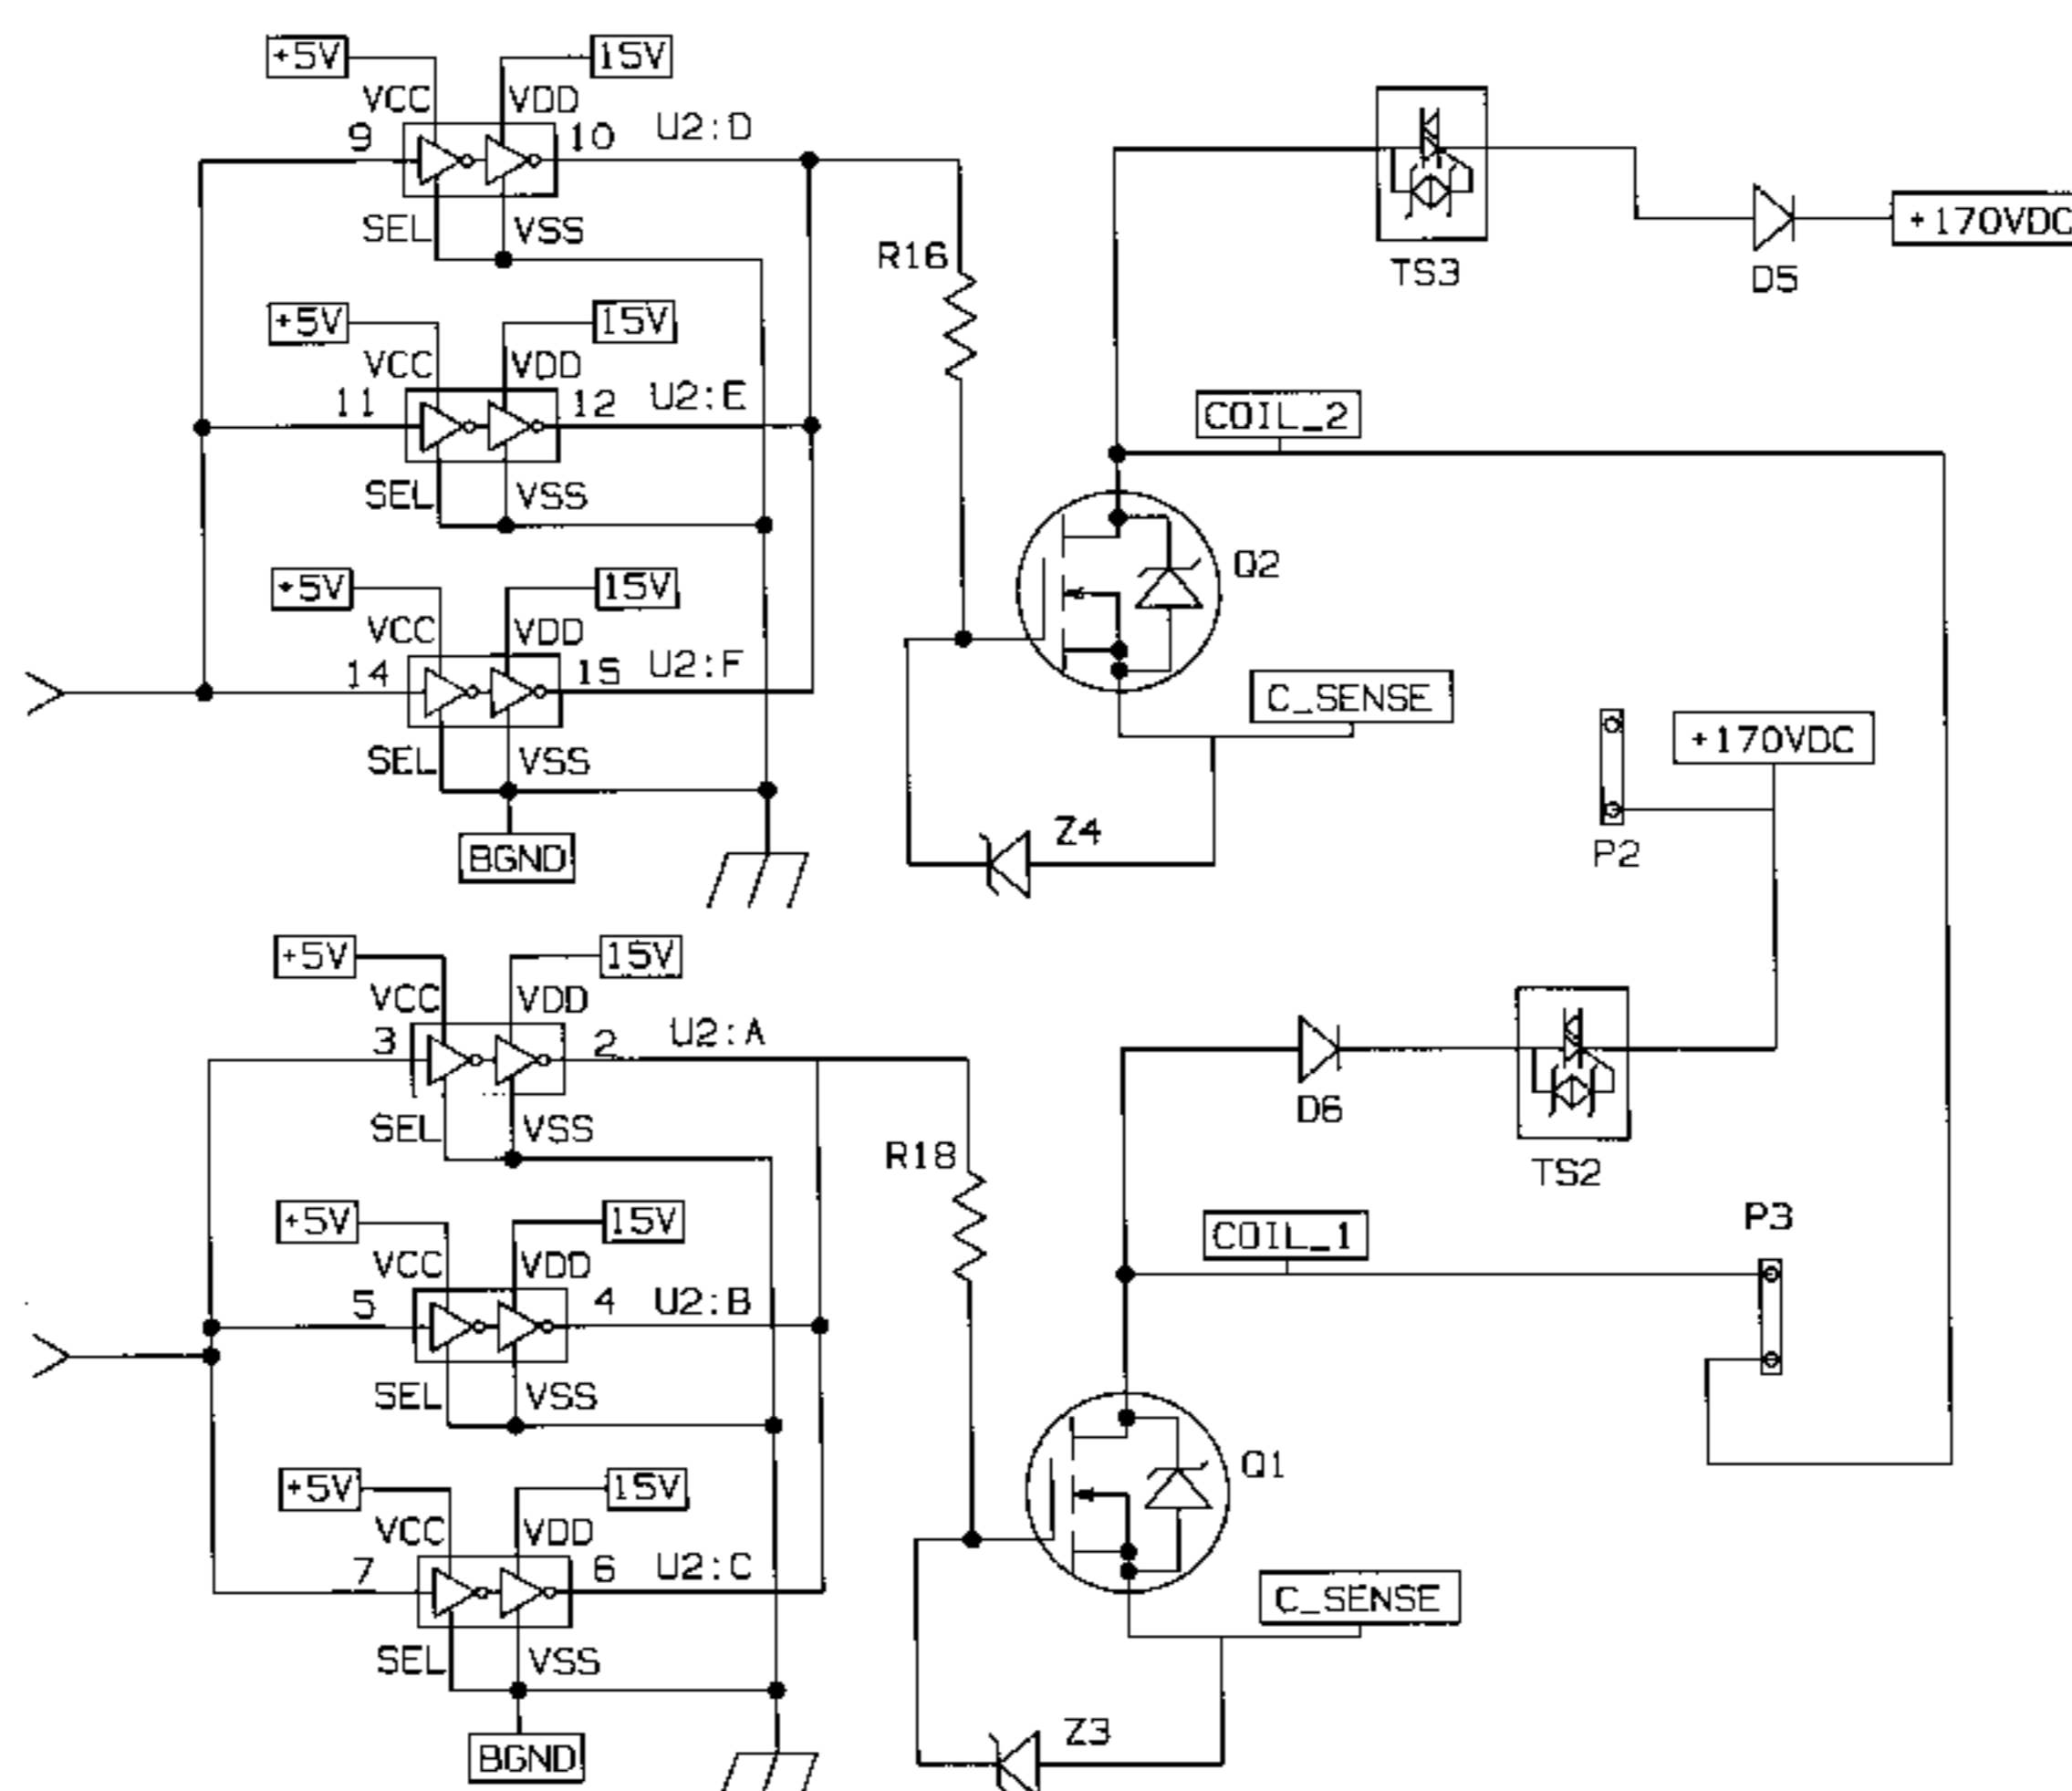 +5V 15V
VCC VDD
9 10 U2:D
SEL VSS
R16
TS3
D5
+170VDC
+5V 15V
VCC VDD
11 12 U2:E
SEL VSS
COIL_2
+5V 15V
VCC VDD
14 15 U2:F
SEL VSS
BGND
Q2
C_SENSE
Z4
P2
+170VDC
+5V 15V
VCC VDD
3 2 U2:A
SEL VSS
R18
D6
TS2
+5V 15V
VCC VDD
5 4 U2:B
SEL VSS
COIL_1
P3
+5V 15V
VCC VDD
7 6 U2:C
SEL VSS
BGND
Q1
C_SENSE
Z3